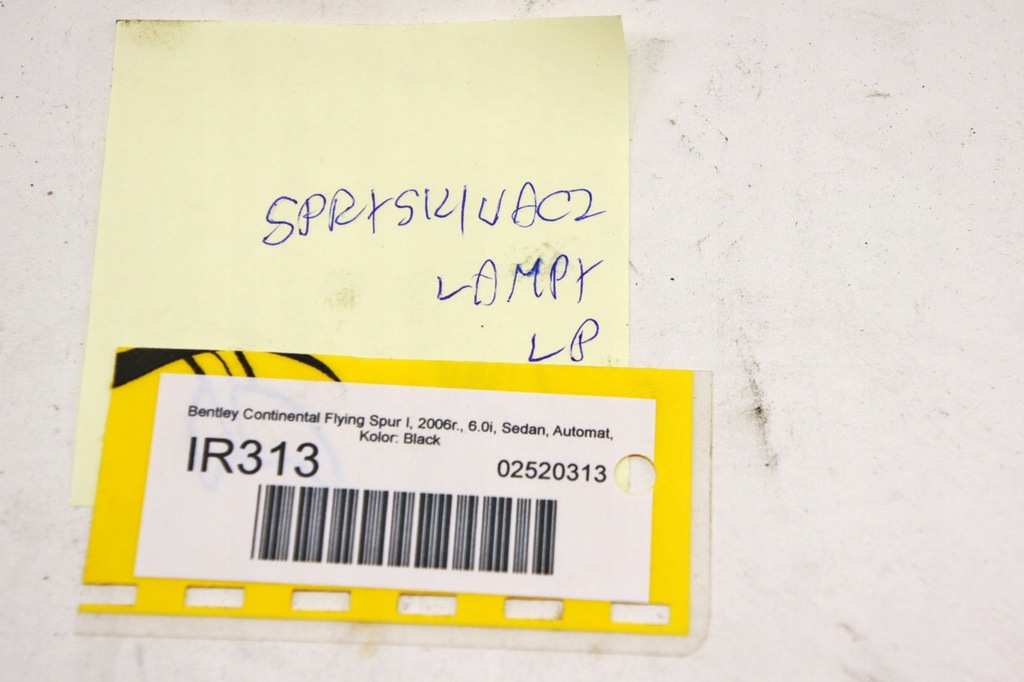 SPRYSKIWACZ
LAMPY
LP
Bentley Continental Flying Spur I, 2006r., 6.0i, Sedan, Automat,
Kolor: Black
IR313
02520313